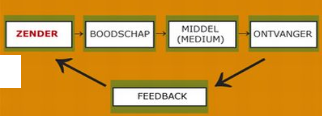 ZENDER
BOODSCHAP
MIDDEL
(MEDIUM)
ONTVANGER
FEEDBACK